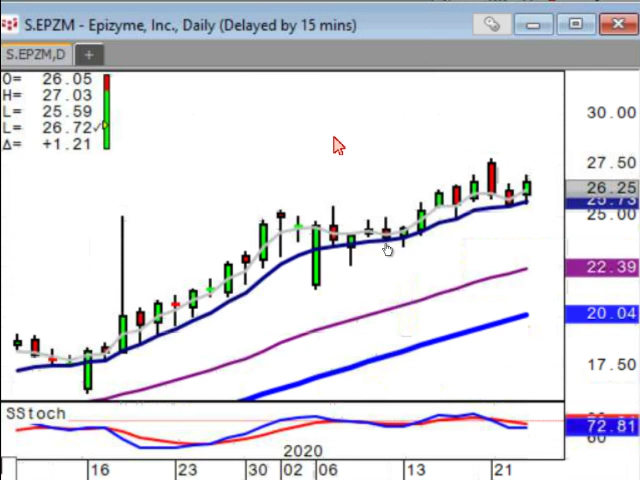 S.EPZM - Epizyme, Inc., Daily (Delayed by 15 mins)
S.EPZM,D +
O= 26.05
H= 27.03
L= 25.59
L= 26.72
Δ= +1.21
30.00
27.50
26.25
25.73
25.00
22.39
20.04
17.50
SStoch
72.81
60
2020
16 23 30 02 06 13 21